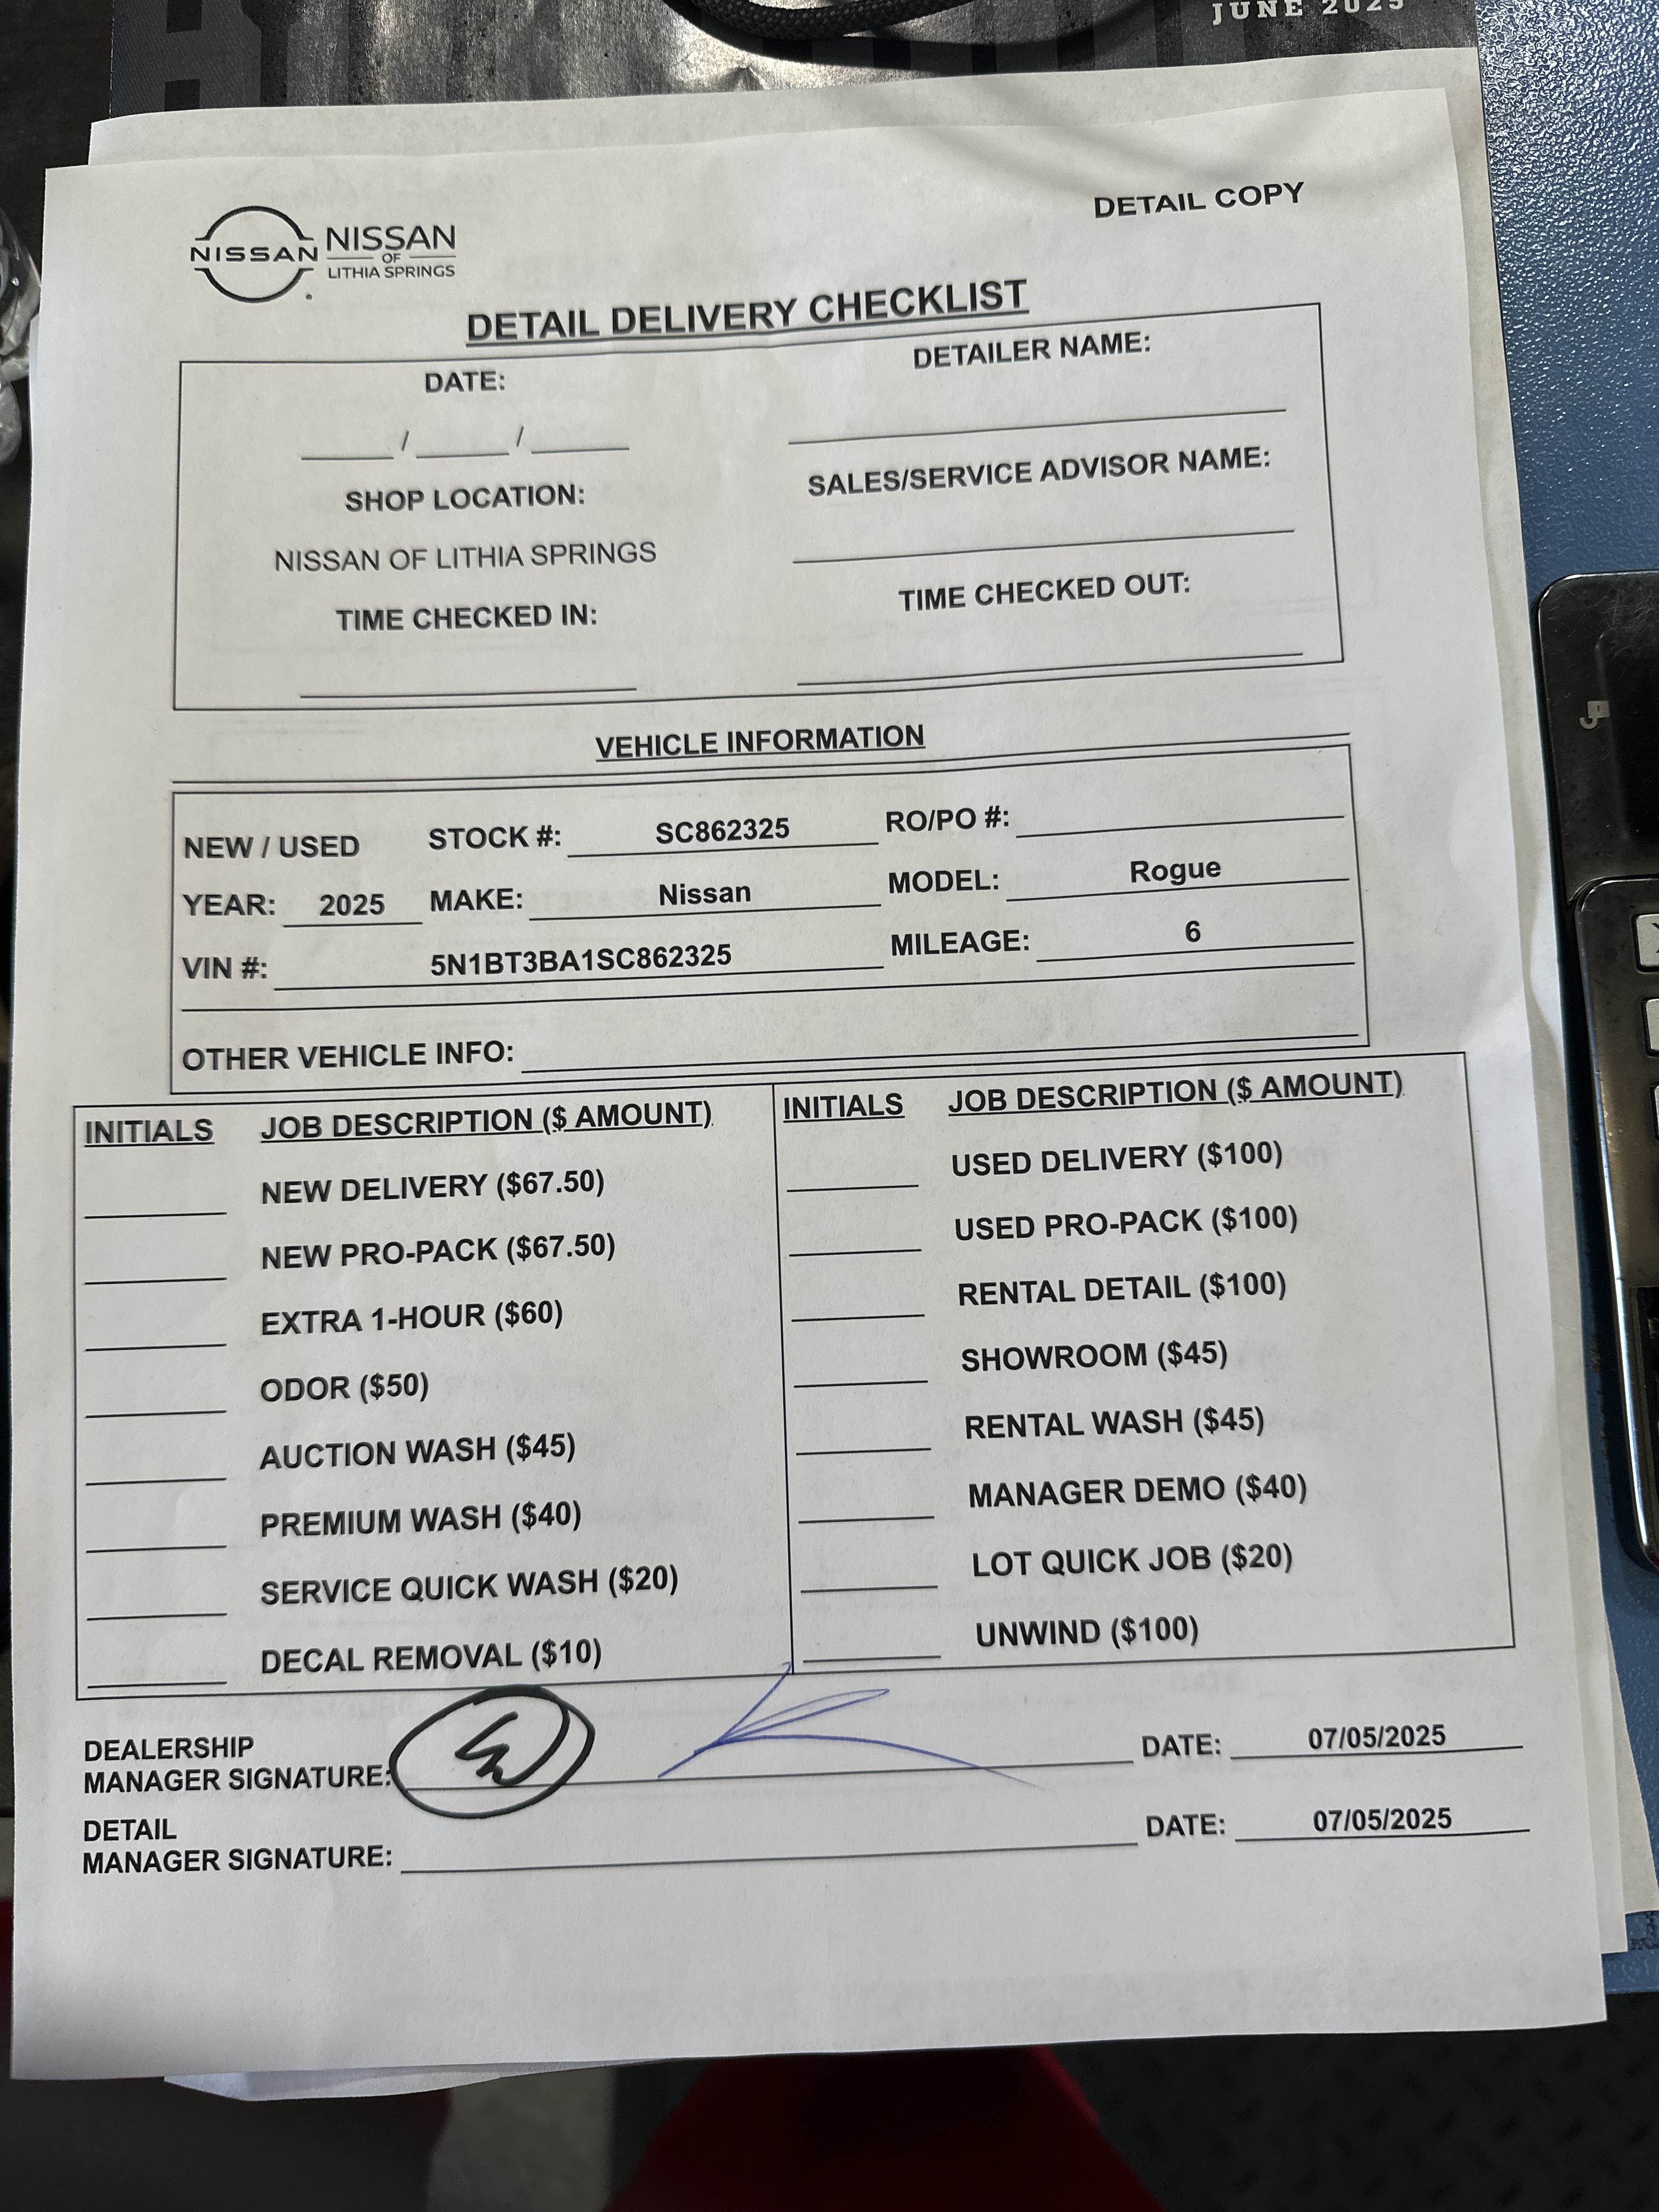 JUNE 2025
DETAIL COPY
NISSAN
NISSAN
OF
LITHIA SPRINGS
DETAIL DELIVERY CHECKLIST
DATE:
DETAILER NAME:
/ /
SHOP LOCATION:
SALES/SERVICE ADVISOR NAME:
NISSAN OF LITHIA SPRINGS
TIME CHECKED IN:
TIME CHECKED OUT:
VEHICLE INFORMATION
NEW / USED STOCK #: SC862325 RO/PO #:
YEAR: 2025 MAKE: Nissan MODEL: Rogue
VIN #: 5N1BT3BA1SC862325 MILEAGE: 6
OTHER VEHICLE INFO:
INITIALS JOB DESCRIPTION ($ AMOUNT)
NEW DELIVERY ($67.50)
NEW PRO-PACK ($67.50)
EXTRA 1-HOUR ($60)
ODOR ($50)
AUCTION WASH ($45)
PREMIUM WASH ($40)
SERVICE QUICK WASH ($20)
DECAL REMOVAL ($10)
INITIALS JOB DESCRIPTION ($ AMOUNT)
USED DELIVERY ($100)
USED PRO-PACK ($100)
RENTAL DETAIL ($100)
SHOWROOM ($45)
RENTAL WASH ($45)
MANAGER DEMO ($40)
LOT QUICK JOB ($20)
UNWIND ($100)
DEALERSHIP
MANAGER SIGNATURE: DATE: 07/05/2025
DETAIL
MANAGER SIGNATURE: DATE: 07/05/2025